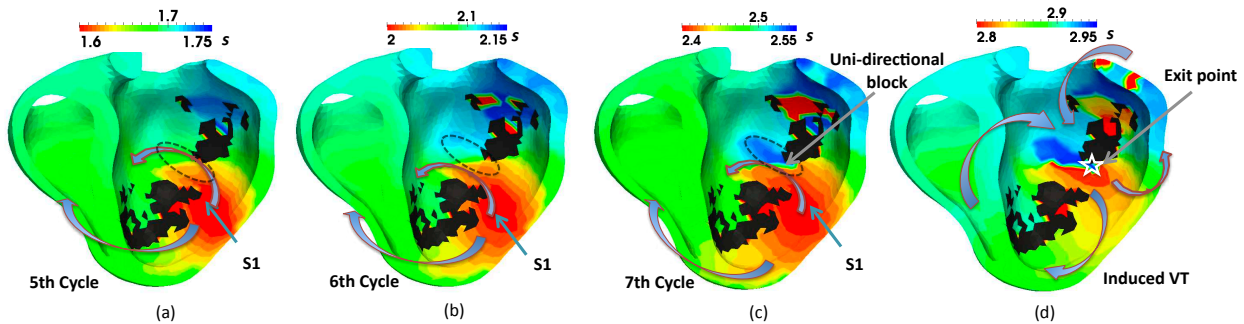 1.7
1.6 1.75 s
5th Cycle
S1
(a)
2.1
2 2.15 s
6th Cycle
S1
(b)
2.5
2.4 2.55 s
Uni-directional
block
7th Cycle
S1
(c)
2.9
2.8 2.95 s
Exit point
Induced VT
(d)